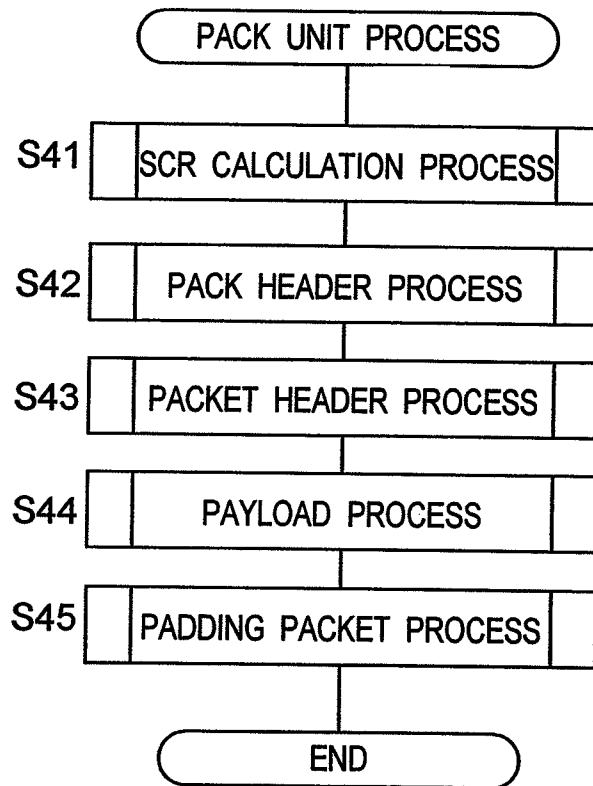 PACK UNIT PROCESS
S41
SCR CALCULATION PROCESS
S42
PACK HEADER PROCESS
S43
PACKET HEADER PROCESS
S44
PAYLOAD PROCESS
S45
PADDING PACKET PROCESS
END